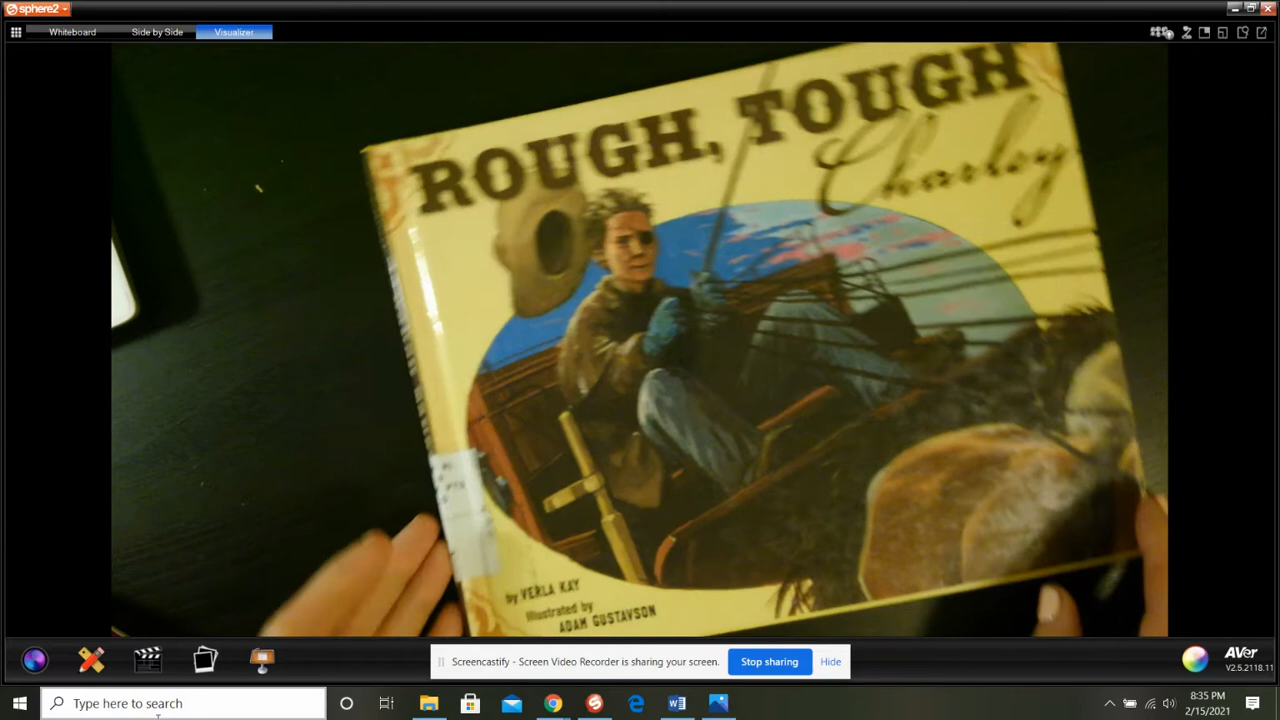 sphere2
Whiteboard
Side by Side
Visualizer
ROUGH, TOUGH
Charley
by VERLA KAY
Illustrated by
ADAM GUSTAVSON
Screencastify - Screen Video Recorder is sharing your screen.
Stop sharing
Hide
AVer
V2.5.2118.11
Type here to search
8:35 PM
2/15/2021